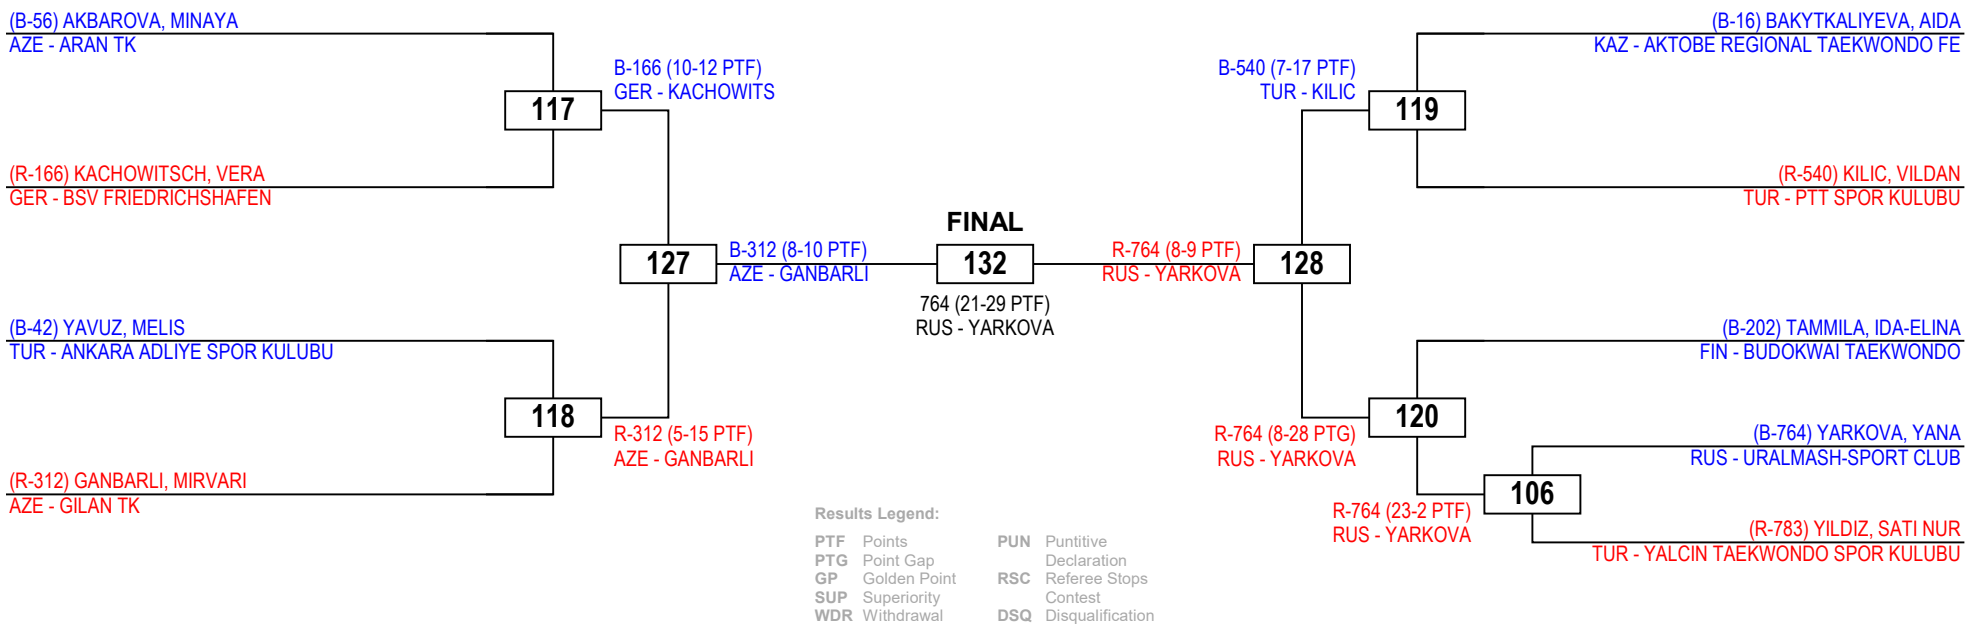 (B-56) AKBAROVA, MINAYA
AZE - ARAN TK
B-166 (10-12 PTF)
GER - KACHOWITS
117
(R-166) KACHOWITSCH, VERA
GER - BSV FRIEDRICHSHAFEN
127
B-312 (8-10 PTF)
AZE - GANBARLI
(B-42) YAVUZ, MELIS
TUR - ANKARA ADLIYE SPOR KULUBU
118
R-312 (5-15 PTF)
AZE - GANBARLI
(R-312) GANBARLI, MIRVARI
AZE - GILAN TK
FINAL
132
764 (21-29 PTF)
RUS - YARKOVA
(B-16) BAKYTKALIYEVA, AIDA
KAZ - AKTOBE REGIONAL TAEKWONDO FE
B-540 (7-17 PTF)
TUR - KILIC
119
(R-540) KILIC, VILDAN
TUR - PTT SPOR KULUBU
R-764 (8-9 PTF)
RUS - YARKOVA
128
(B-202) TAMMILA, IDA-ELINA
FIN - BUDOKWAI TAEKWONDO
120
R-764 (8-28 PTG)
RUS - YARKOVA
(B-764) YARKOVA, YANA
RUS - URALMASH-SPORT CLUB
106
R-764 (23-2 PTF)
RUS - YARKOVA
(R-783) YILDIZ, SATI NUR
TUR - YALCIN TAEKWONDO SPOR KULUBU
Results Legend:
PTF Points
PTG Point Gap
GP Golden Point
SUP Superiority
WDR Withdrawal
PUN Puntitive
Declaration
RSC Referee Stops
Contest
DSQ Disqualification